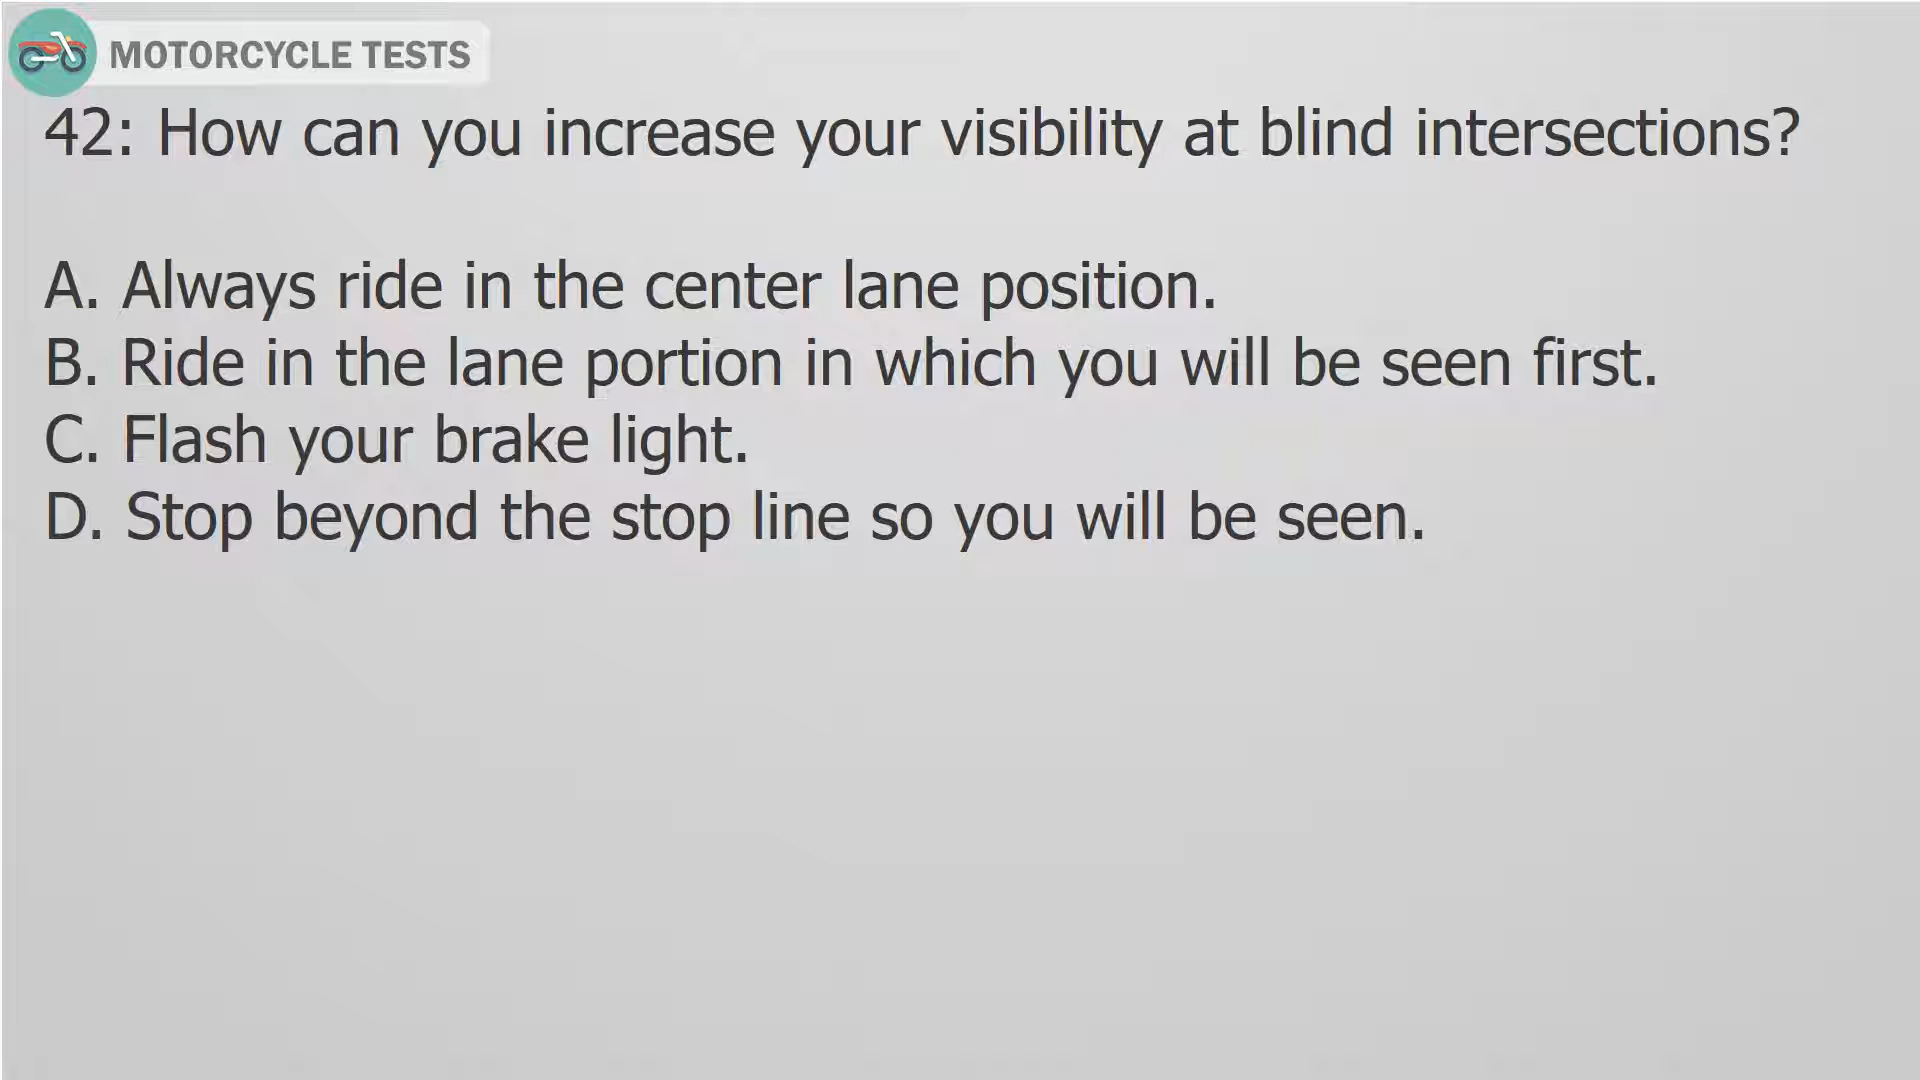 MOTORCYCLE TESTS
42: How can you increase your visibility at blind intersections?
A. Always ride in the center lane position.
B. Ride in the lane portion in which you will be seen first.
C. Flash your brake light.
D. Stop beyond the stop line so you will be seen.